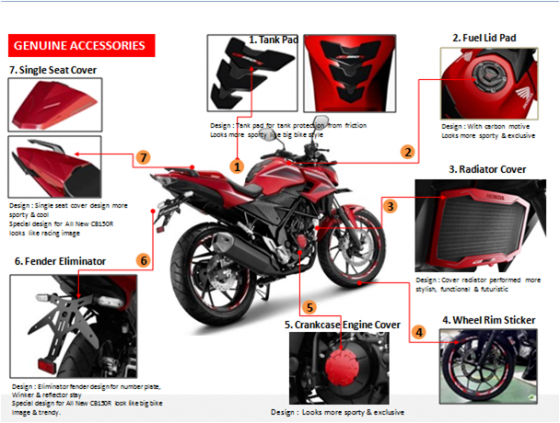 GENUINE ACCESSORIES
1. Tank Pad
Design : Tank pad for tank protection from friction
Looks more sporty like big bike style
2. Fuel Lid Pad
Design : With carbon motive
Looks more sporty & exclusive
7. Single Seat Cover
Design : Single seat cover design more
sporty & cool
Special design for All New CB150R
looks like racing image
3. Radiator Cover
HONDA
Design : Cover radiator performed more
stylish, functional & futuristic
6. Fender Eliminator
Design : Eliminator fender design for number plate,
Winker & reflector stay
Special design for All New CB150R look like big bike
Image & trendy.
5. Crankcase Engine Cover
Design : Looks more sporty & exclusive
4. Wheel Rim Sticker
7
1
2
3
6
5
4